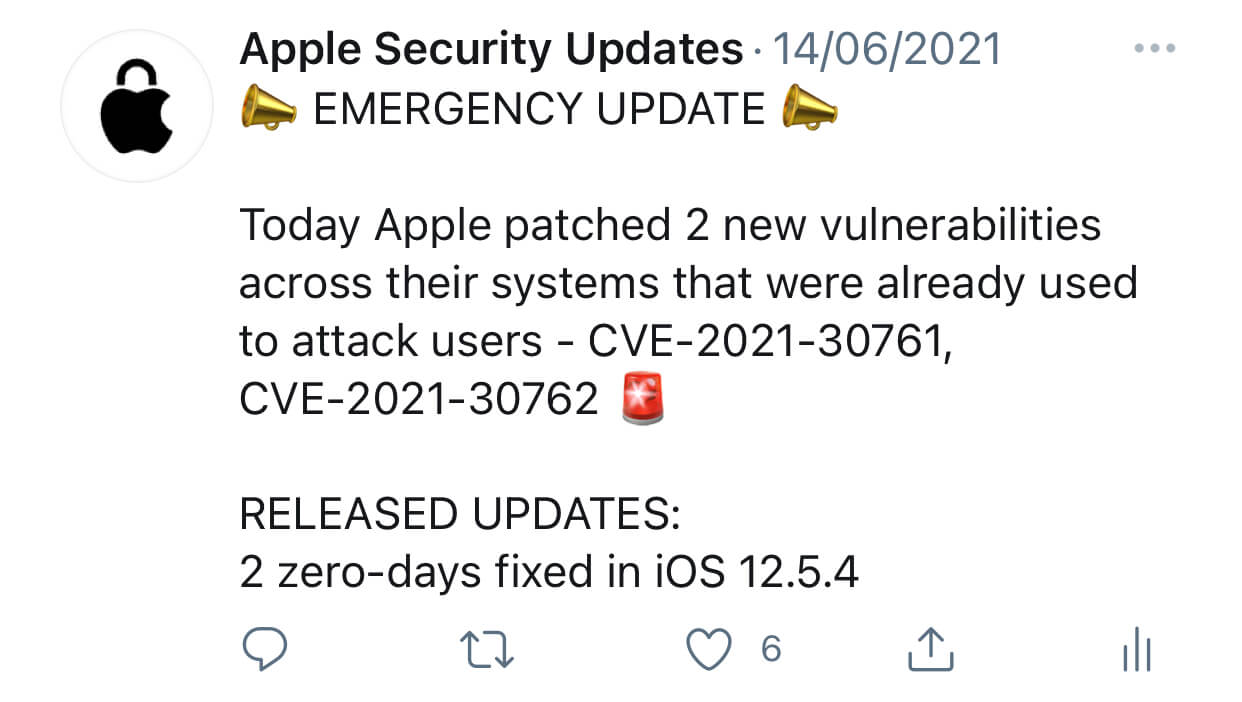 Apple Security Updates · 14/06/2021
📣 EMERGENCY UPDATE 📣
Today Apple patched 2 new vulnerabilities
across their systems that were already used
to attack users - CVE-2021-30761,
CVE-2021-30762 🚨
RELEASED UPDATES:
2 zero-days fixed in iOS 12.5.4
6